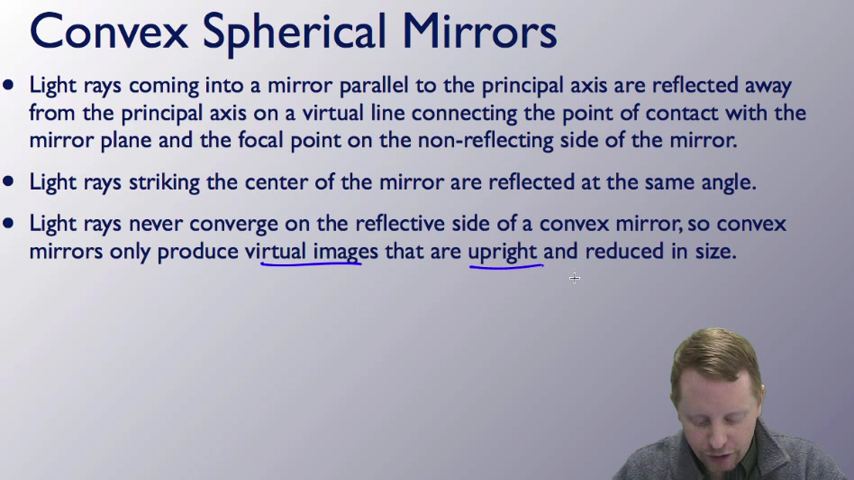 Convex Spherical Mirrors
• Light rays coming into a mirror parallel to the principal axis are reflected away
from the principal axis on a virtual line connecting the point of contact with the
mirror plane and the focal point on the non-reflecting side of the mirror.
• Light rays striking the center of the mirror are reflected at the same angle.
• Light rays never converge on the reflective side of a convex mirror, so convex
mirrors only produce virtual images that are upright and reduced in size.